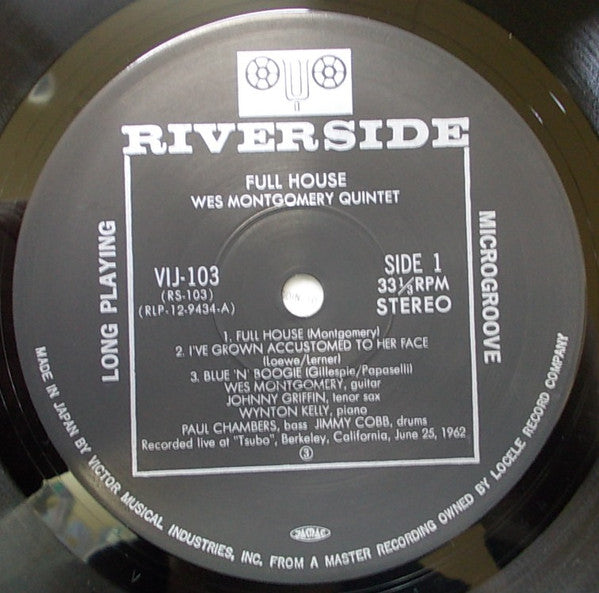 RIVERSIDE
FULL HOUSE
WES MONTGOMERY QUINTET
LONG PLAYING
MICROGROOVE
VIJ-103
(RS-103)
(RLP-12-9434-A)
SIDE 1
33 1/3 RPM
STEREO
1. FULL HOUSE (Montgomery)
2. I'VE GROWN ACCUSTOMED TO HER FACE
(Loewe/Lerner)
3. BLUE 'N' BOOGIE (Gillespie/Papaselli)
WES MONTGOMERY, guitar
JOHNNY GRIFFIN, tenor sax
WYNTON KELLY, piano
PAUL CHAMBERS, bass JIMMY COBB, drums
Recorded live at "Tsubo", Berkeley, California, June 25, 1962
③
JASRAC
MADE IN JAPAN BY VICTOR MUSICAL INDUSTRIES, INC. FROM A MASTER RECORDING OWNED BY LOCELE RECORD COMPANY